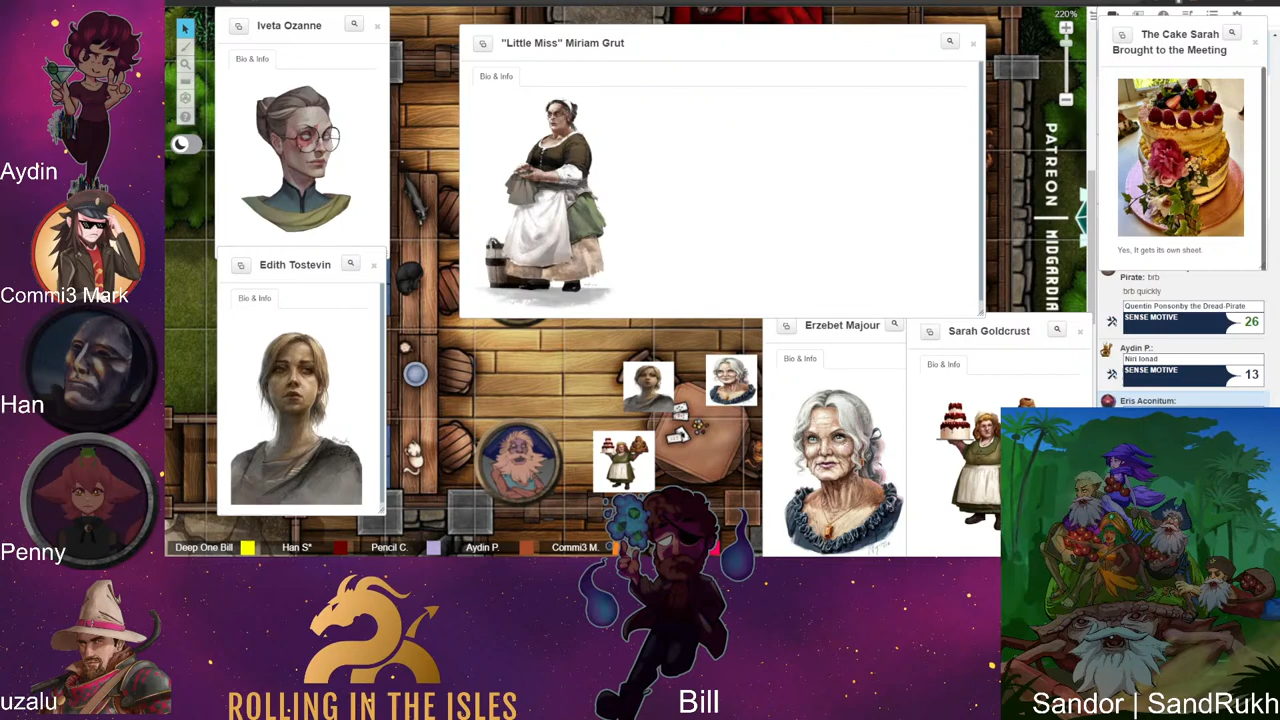 Iveta Ozanne
Bio & Info
Edith Tostevin
Bio & Info
"Little Miss" Miriam Grut
Bio & Info
220%
PATREON | MIDGARDIA
The Cake Sarah
Brought to the Meeting
Yes, It gets its own sheet.
Pirate: brb
brb quickly
Quentin Ponsonby the Dread-Pirate
SENSE MOTIVE
26
Aydin P.:
Niri Ionad
SENSE MOTIVE
13
Eris Aconitum:
Erzebet Majour
Bio & Info
Sarah Goldcrust
Bio & Info
Deep One Bill
Han S*
Pencil C.
Aydin P.
Commi3 M.
Aydin
Commi3 Mark
Han
Penny
uzalu
ROLLING IN THE ISLES
Bill
Sandor | SandRukh